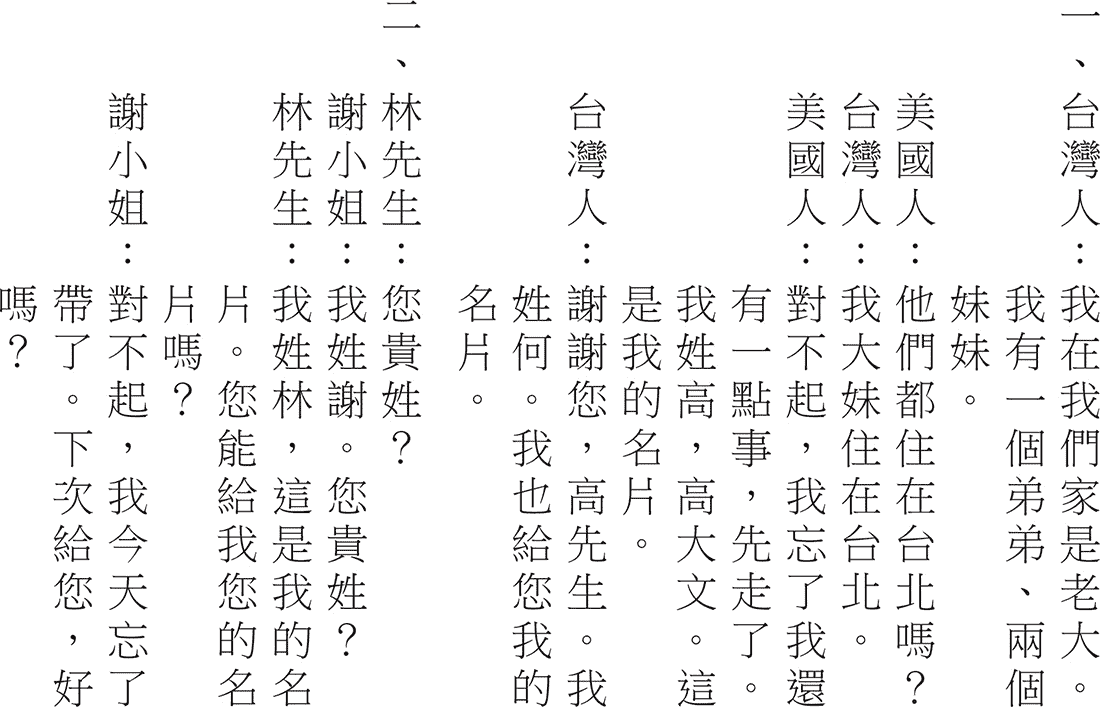 一、台灣人：我在我們家是老大。
我有一個弟弟、兩個
妹妹。
美國人：他們都住在台北嗎？
台灣人：我大妹住在台北。
美國人：對不起，我忘了我還
有一點事，先走了。
我姓高，高大文。這
是我的名片。
台灣人：謝謝您，高先生。我
姓何。我也給您我的
名片。
二、林先生：您貴姓？
謝小姐：我姓謝。您貴姓？
林先生：我姓林，這是我的名
片。您能給我您的名
片嗎？
謝小姐：對不起，我今天忘了
帶了。下次給您，好
嗎？